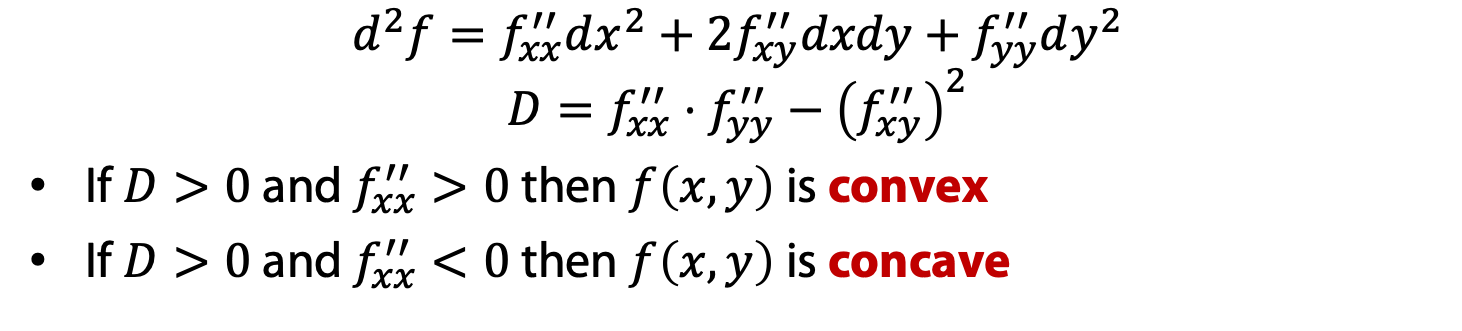 d²f = f''ₓₓdx² + 2f''ₓᵧdxdy + f''ᵧᵧdy²
D = f''ₓₓ · f''ᵧᵧ − (f''ₓᵧ)²
• If D > 0 and f''ₓₓ > 0 then f(x, y) is convex
• If D > 0 and f''ₓₓ < 0 then f(x, y) is concave